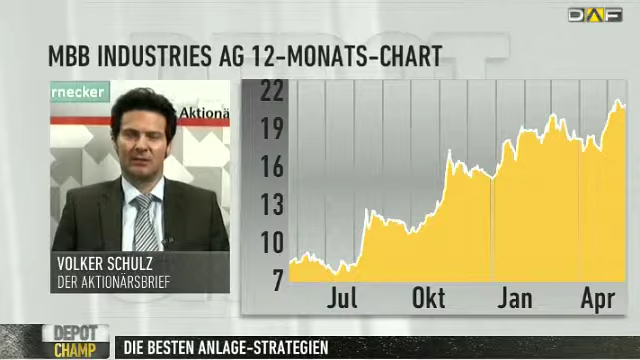 DAF
MBB INDUSTRIES AG 12-MONATS-CHART
rnecker
Aktionä
22
19
16
13
10
7
Jul
Okt
Jan
Apr
VOLKER SCHULZ
DER AKTIONÄRSBRIEF
DEPOT
CHAMP
DIE BESTEN ANLAGE-STRATEGIEN